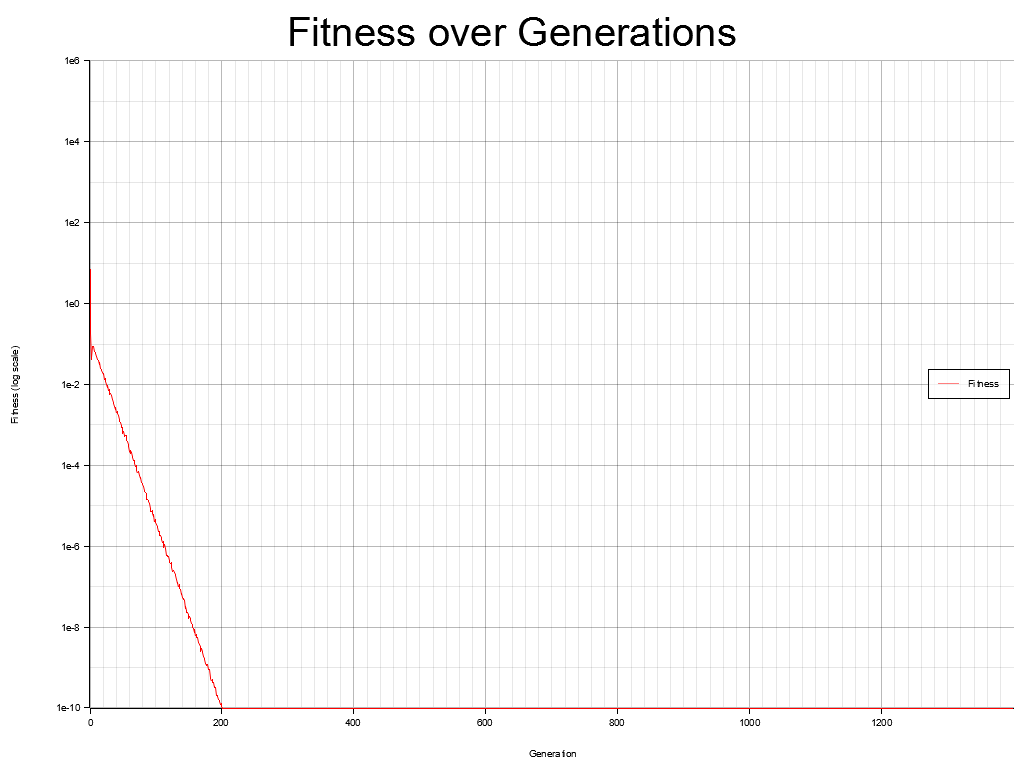 Fitness over Generations
1e6
1e4
1e2
1e0
1e-2
1e-4
1e-6
1e-8
1e-10
Fitness (log scale)
Fitness
0 200 400 600 800 1000 1200
Generation